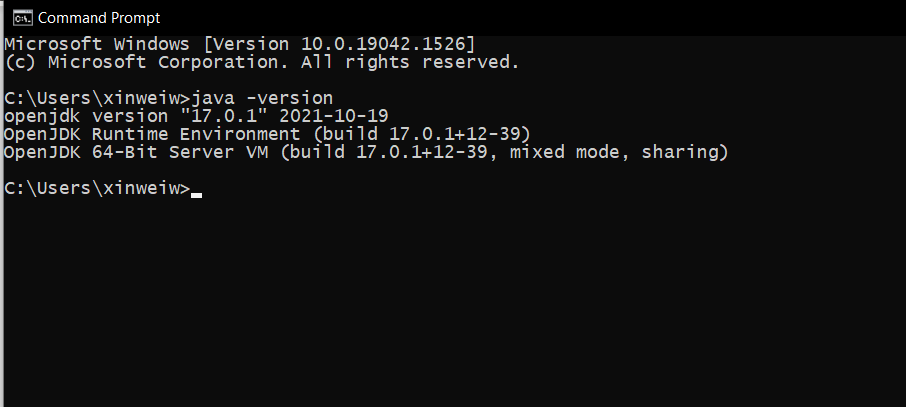 Command Prompt
Microsoft Windows [Version 10.0.19042.1526]
(c) Microsoft Corporation. All rights reserved.
C:\Users\xinweiw>java -version
openjdk version "17.0.1" 2021-10-19
OpenJDK Runtime Environment (build 17.0.1+12-39)
OpenJDK 64-Bit Server VM (build 17.0.1+12-39, mixed mode, sharing)
C:\Users\xinweiw>